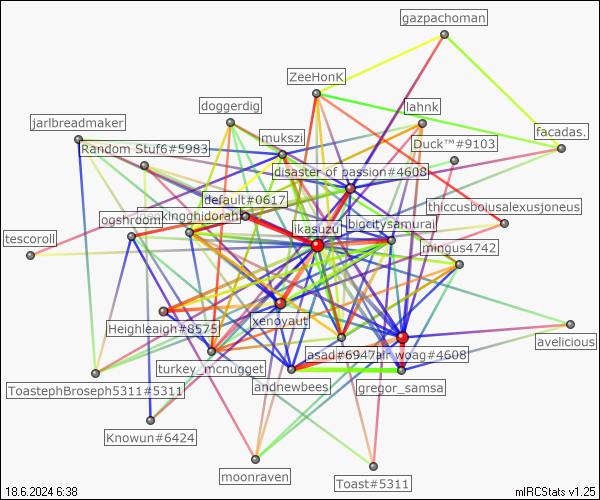 gazpachoman
ZeeHonK
doggerdig
lahnk
jarlbreadmaker
mukszi
facadas.
Duck™#9103
Random Stuf6#5983
disaster of passion#4608
default#0617
thiccusbojusalexusjoneus
ogshroom
kingghidorah
bigcitysamurai
jkasuzu
tescoroll
mingus4742
xenoyaut
Heighleaigh#8575
avelicious
asad#6947
air woag#4608
turkey_mcnugget
andnewbees
gregor_samsa
ToastephBroseph5311#5311
Knowun#6424
moonraven
Toast#5311
18.6.2024 6:38
mIRCStats v1.25